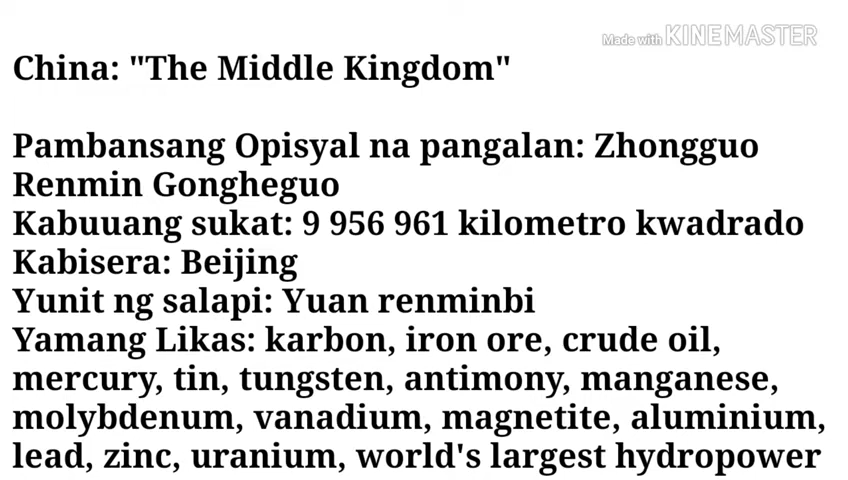 Made with KINEMASTER
China: "The Middle Kingdom"
Pambansang Opisyal na pangalan: Zhongguo
Renmin Gongheguo
Kabuuang sukat: 9 956 961 kilometro kwadrado
Kabisera: Beijing
Yunit ng salapi: Yuan renminbi
Yamang Likas: karbon, iron ore, crude oil,
mercury, tin, tungsten, antimony, manganese,
molybdenum, vanadium, magnetite, aluminium,
lead, zinc, uranium, world's largest hydropower